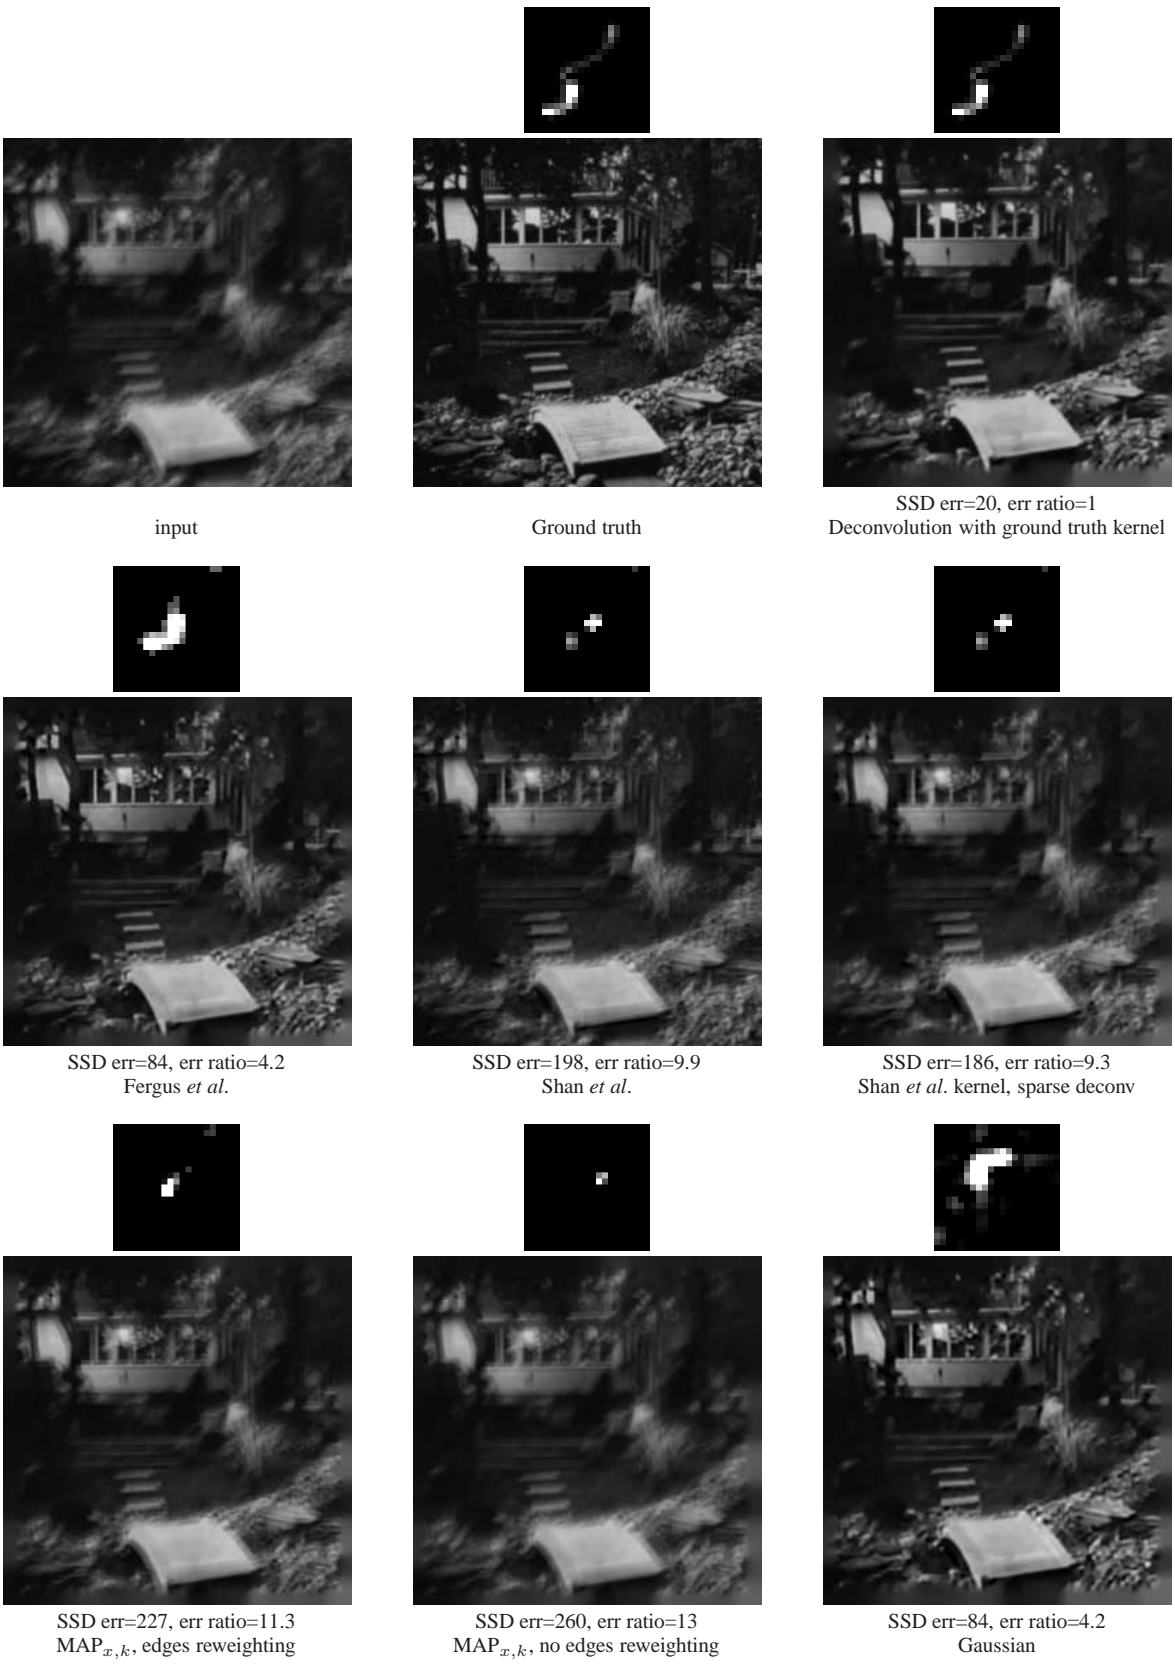 SSD err=20, err ratio=1
input
Ground truth
Deconvolution with ground truth kernel
SSD err=84, err ratio=4.2
Fergus et al.
SSD err=198, err ratio=9.9
Shan et al.
SSD err=186, err ratio=9.3
Shan et al. kernel, sparse deconv
SSD err=227, err ratio=11.3
MAPx,k, edges reweighting
SSD err=260, err ratio=13
MAPx,k, no edges reweighting
SSD err=84, err ratio=4.2
Gaussian